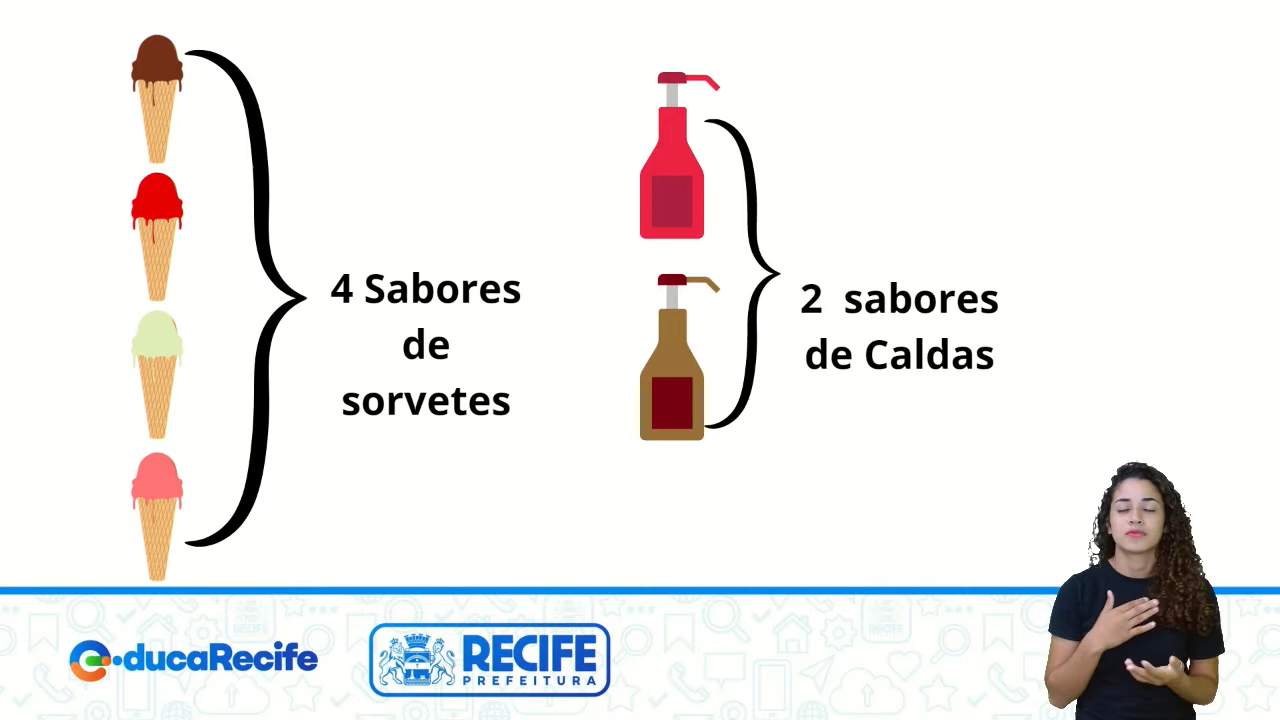 4 Sabores
de
sorvetes
2 sabores
de Caldas
educaRecife
RECIFE
PREFEITURA